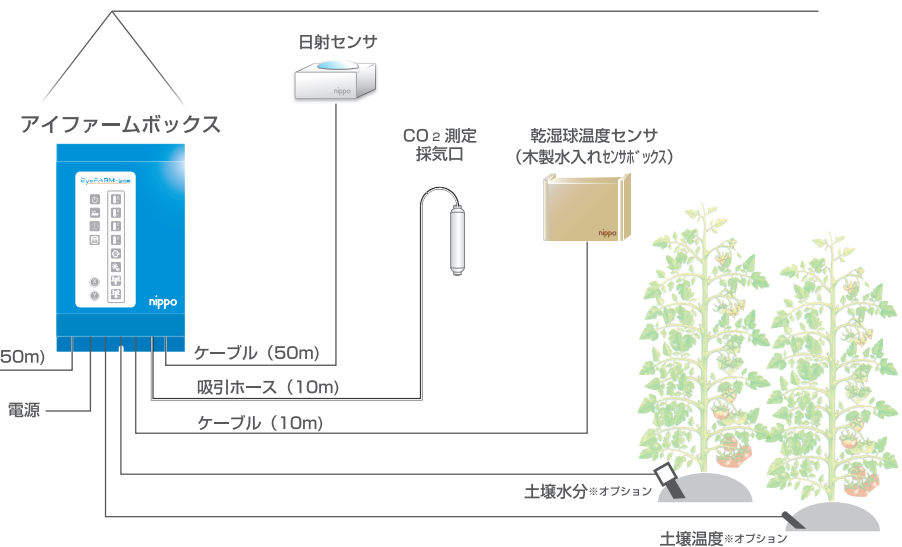 日射センサ
nippo
アイファームボックス
CO₂測定
採気口
乾湿球温度センサ
(木製水入れセンサボックス)
EyeFARM-box
nippo
nippo
50m)
ケーブル(50m)
吸引ホース(10m)
電源
ケーブル(10m)
土壌水分※オプション
土壌温度※オプション